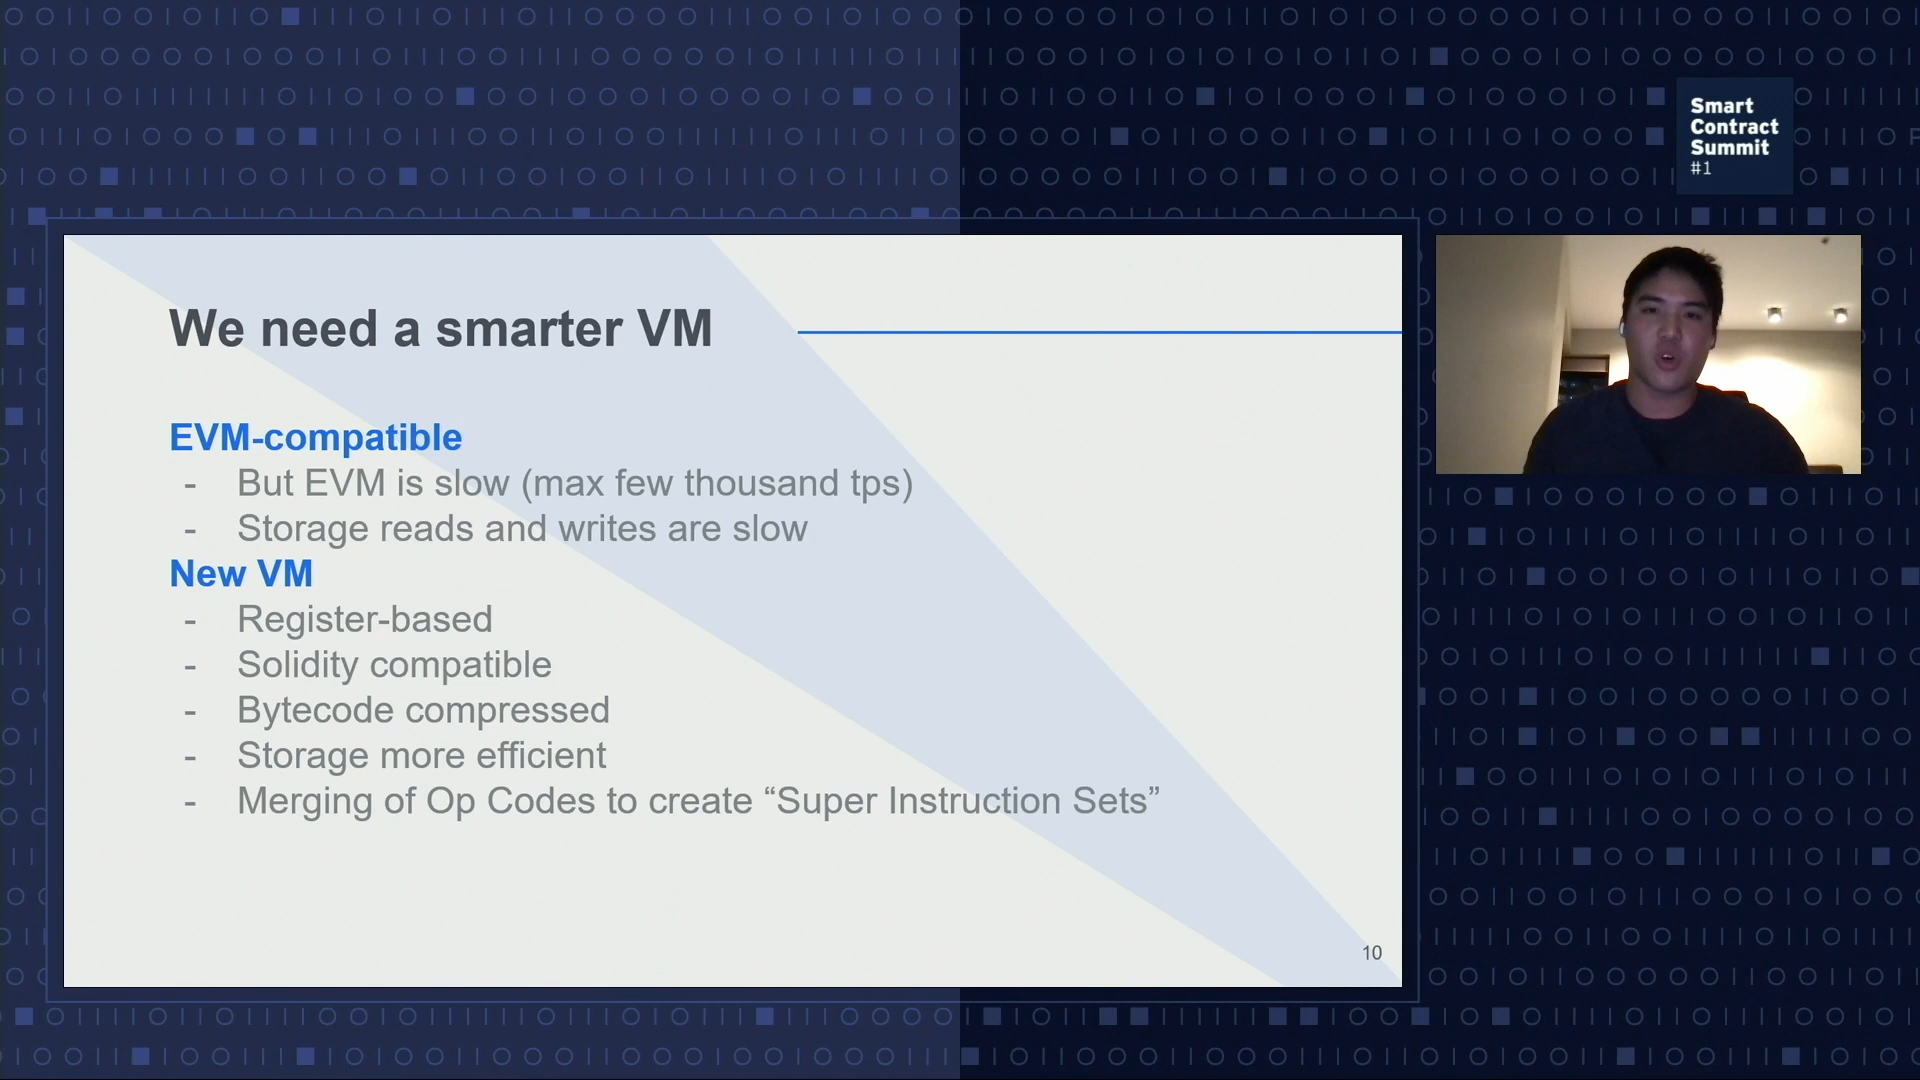 Smart
Contract
Summit
#1
We need a smarter VM
EVM-compatible
- But EVM is slow (max few thousand tps)
- Storage reads and writes are slow
New VM
- Register-based
- Solidity compatible
- Bytecode compressed
- Storage more efficient
- Merging of Op Codes to create “Super Instruction Sets”
10